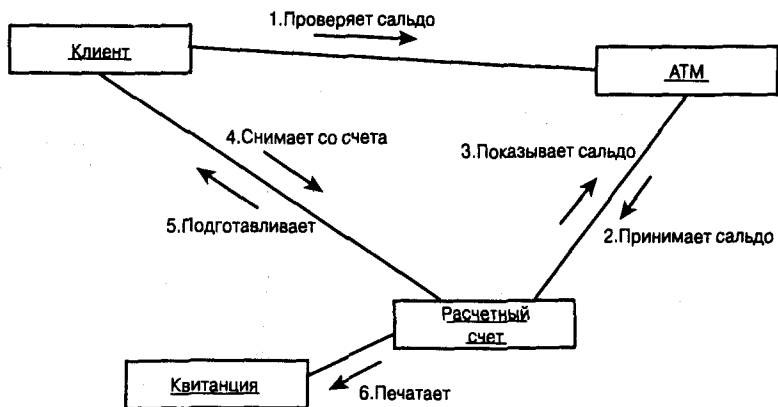 1.Проверяет сальдо
Клиент
АТМ
4.Снимает со счета
3.Показывает сальдо
5.Подготавливает
2.Принимает сальдо
Расчетный
счет
Квитанция
6.Печатает